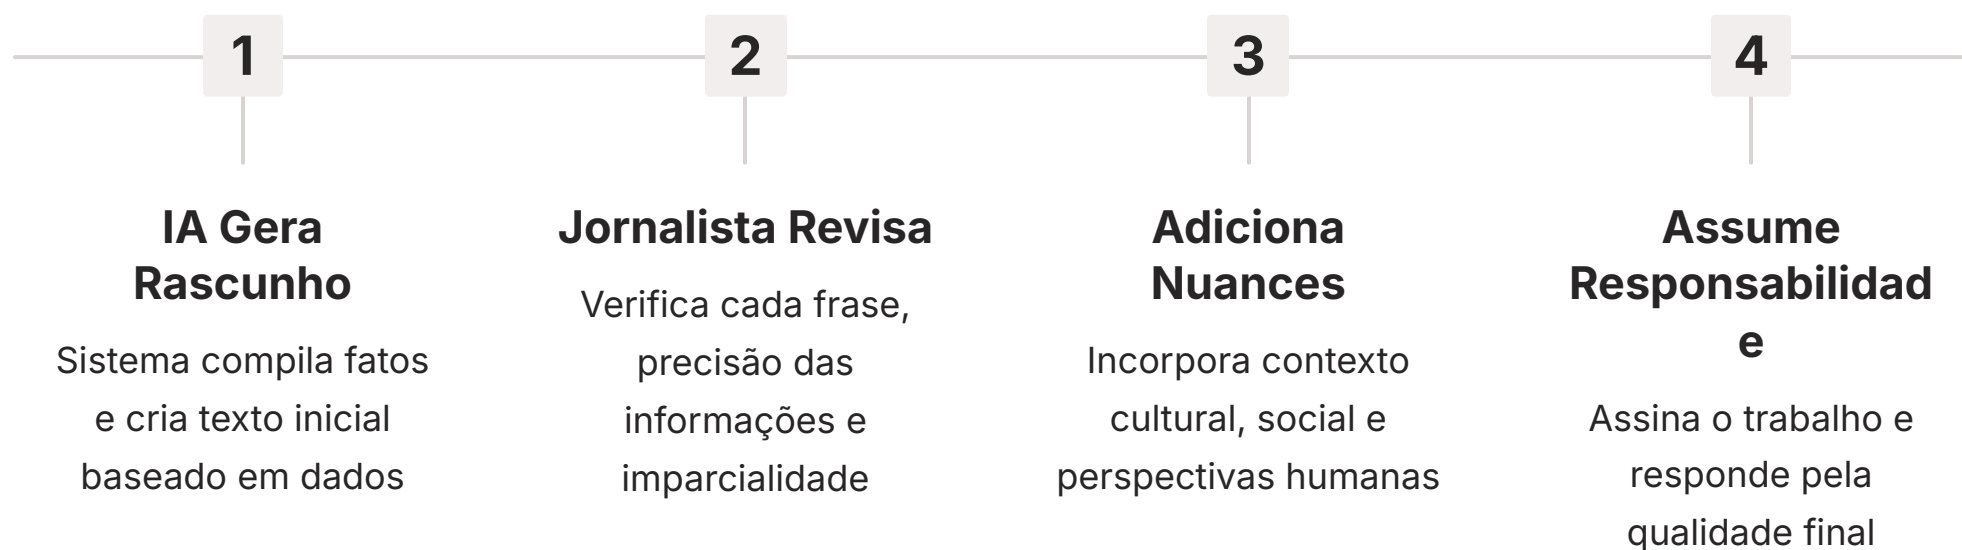 1
IA Gera
Rascunho
Sistema compila fatos
e cria texto inicial
baseado em dados
2
Jornalista Revisa
Verifica cada frase,
precisão das
informações e
imparcialidade
3
Adiciona
Nuances
Incorpora contexto
cultural, social e
perspectivas humanas
4
Assume
Responsabilidad
e
Assina o trabalho e
responde pela
qualidade final